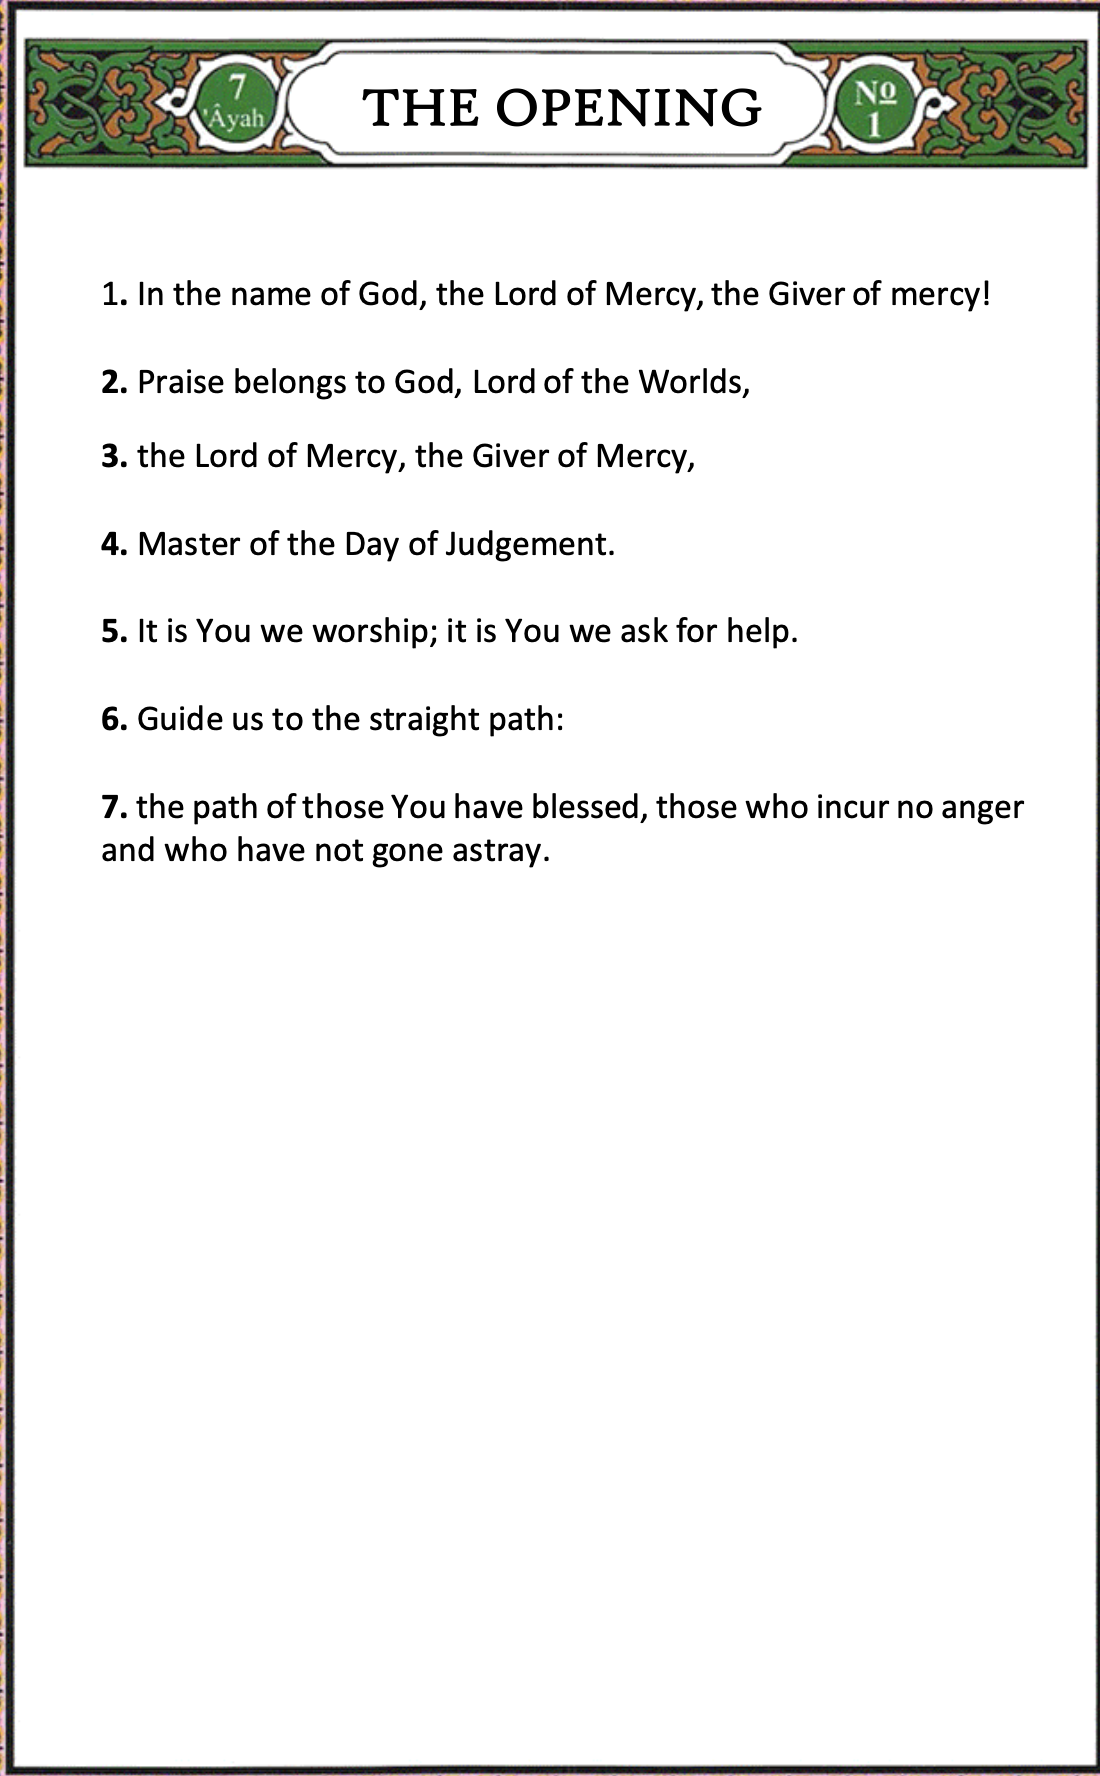 7
'Âyah
THE OPENING
Nº
1
1. In the name of God, the Lord of Mercy, the Giver of mercy!
2. Praise belongs to God, Lord of the Worlds,
3. the Lord of Mercy, the Giver of Mercy,
4. Master of the Day of Judgement.
5. It is You we worship; it is You we ask for help.
6. Guide us to the straight path:
7. the path of those You have blessed, those who incur no anger
and who have not gone astray.